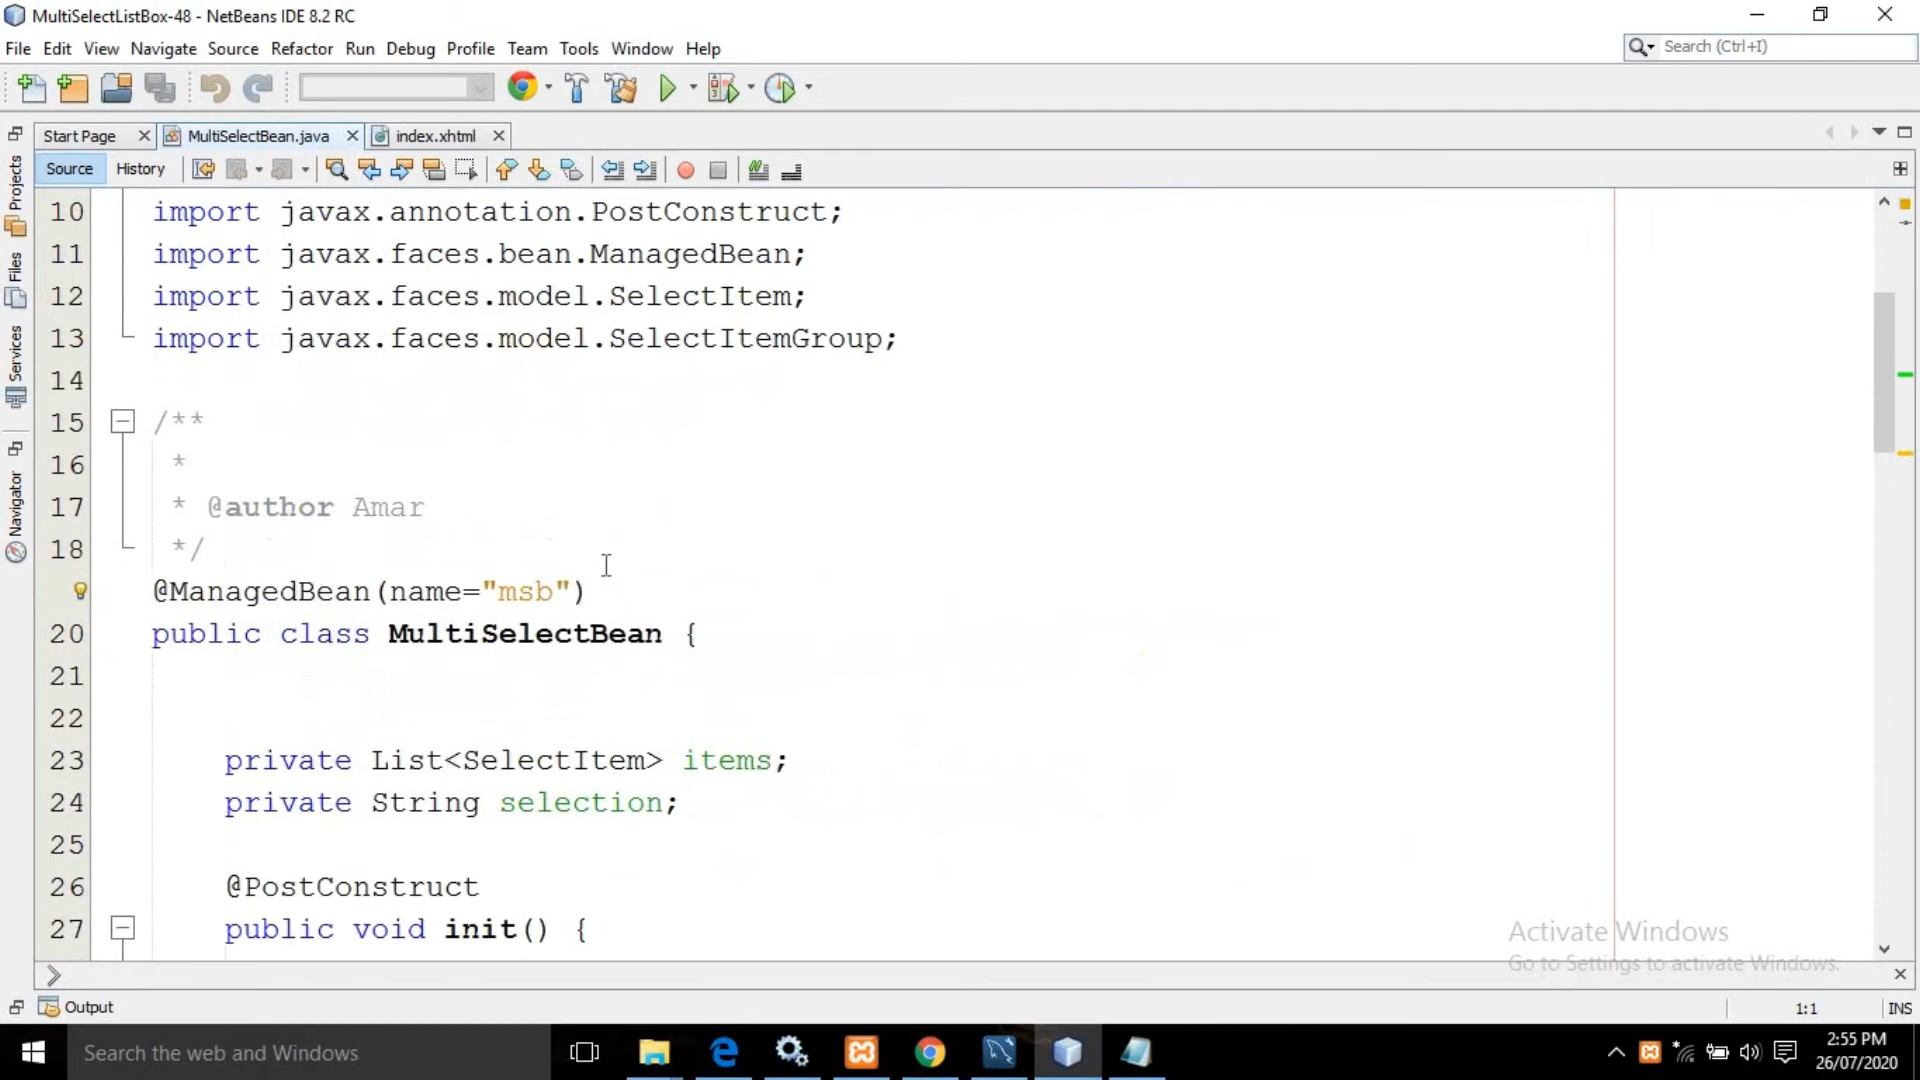 MultiSelectListBox-48 - NetBeans IDE 8.2 RC
File Edit View Navigate Source Refactor Run Debug Profile Team Tools Window Help
Search (Ctrl+I)
Start Page MultiSelectBean.java index.xhtml
Source History
Projects
Files
Services
Navigator
10 import javax.annotation.PostConstruct;
11 import javax.faces.bean.ManagedBean;
12 import javax.faces.model.SelectItem;
13 import javax.faces.model.SelectItemGroup;
14
15 /**
16 *
17 * @author Amar
18 */
@ManagedBean(name="msb")
20 public class MultiSelectBean {
21
22
23 private List<SelectItem> items;
24 private String selection;
25
26 @PostConstruct
27 public void init() {
Activate Windows
Go to Settings to activate Windows.
Output
1:1 INS
Search the web and Windows
2:55 PM
26/07/2020